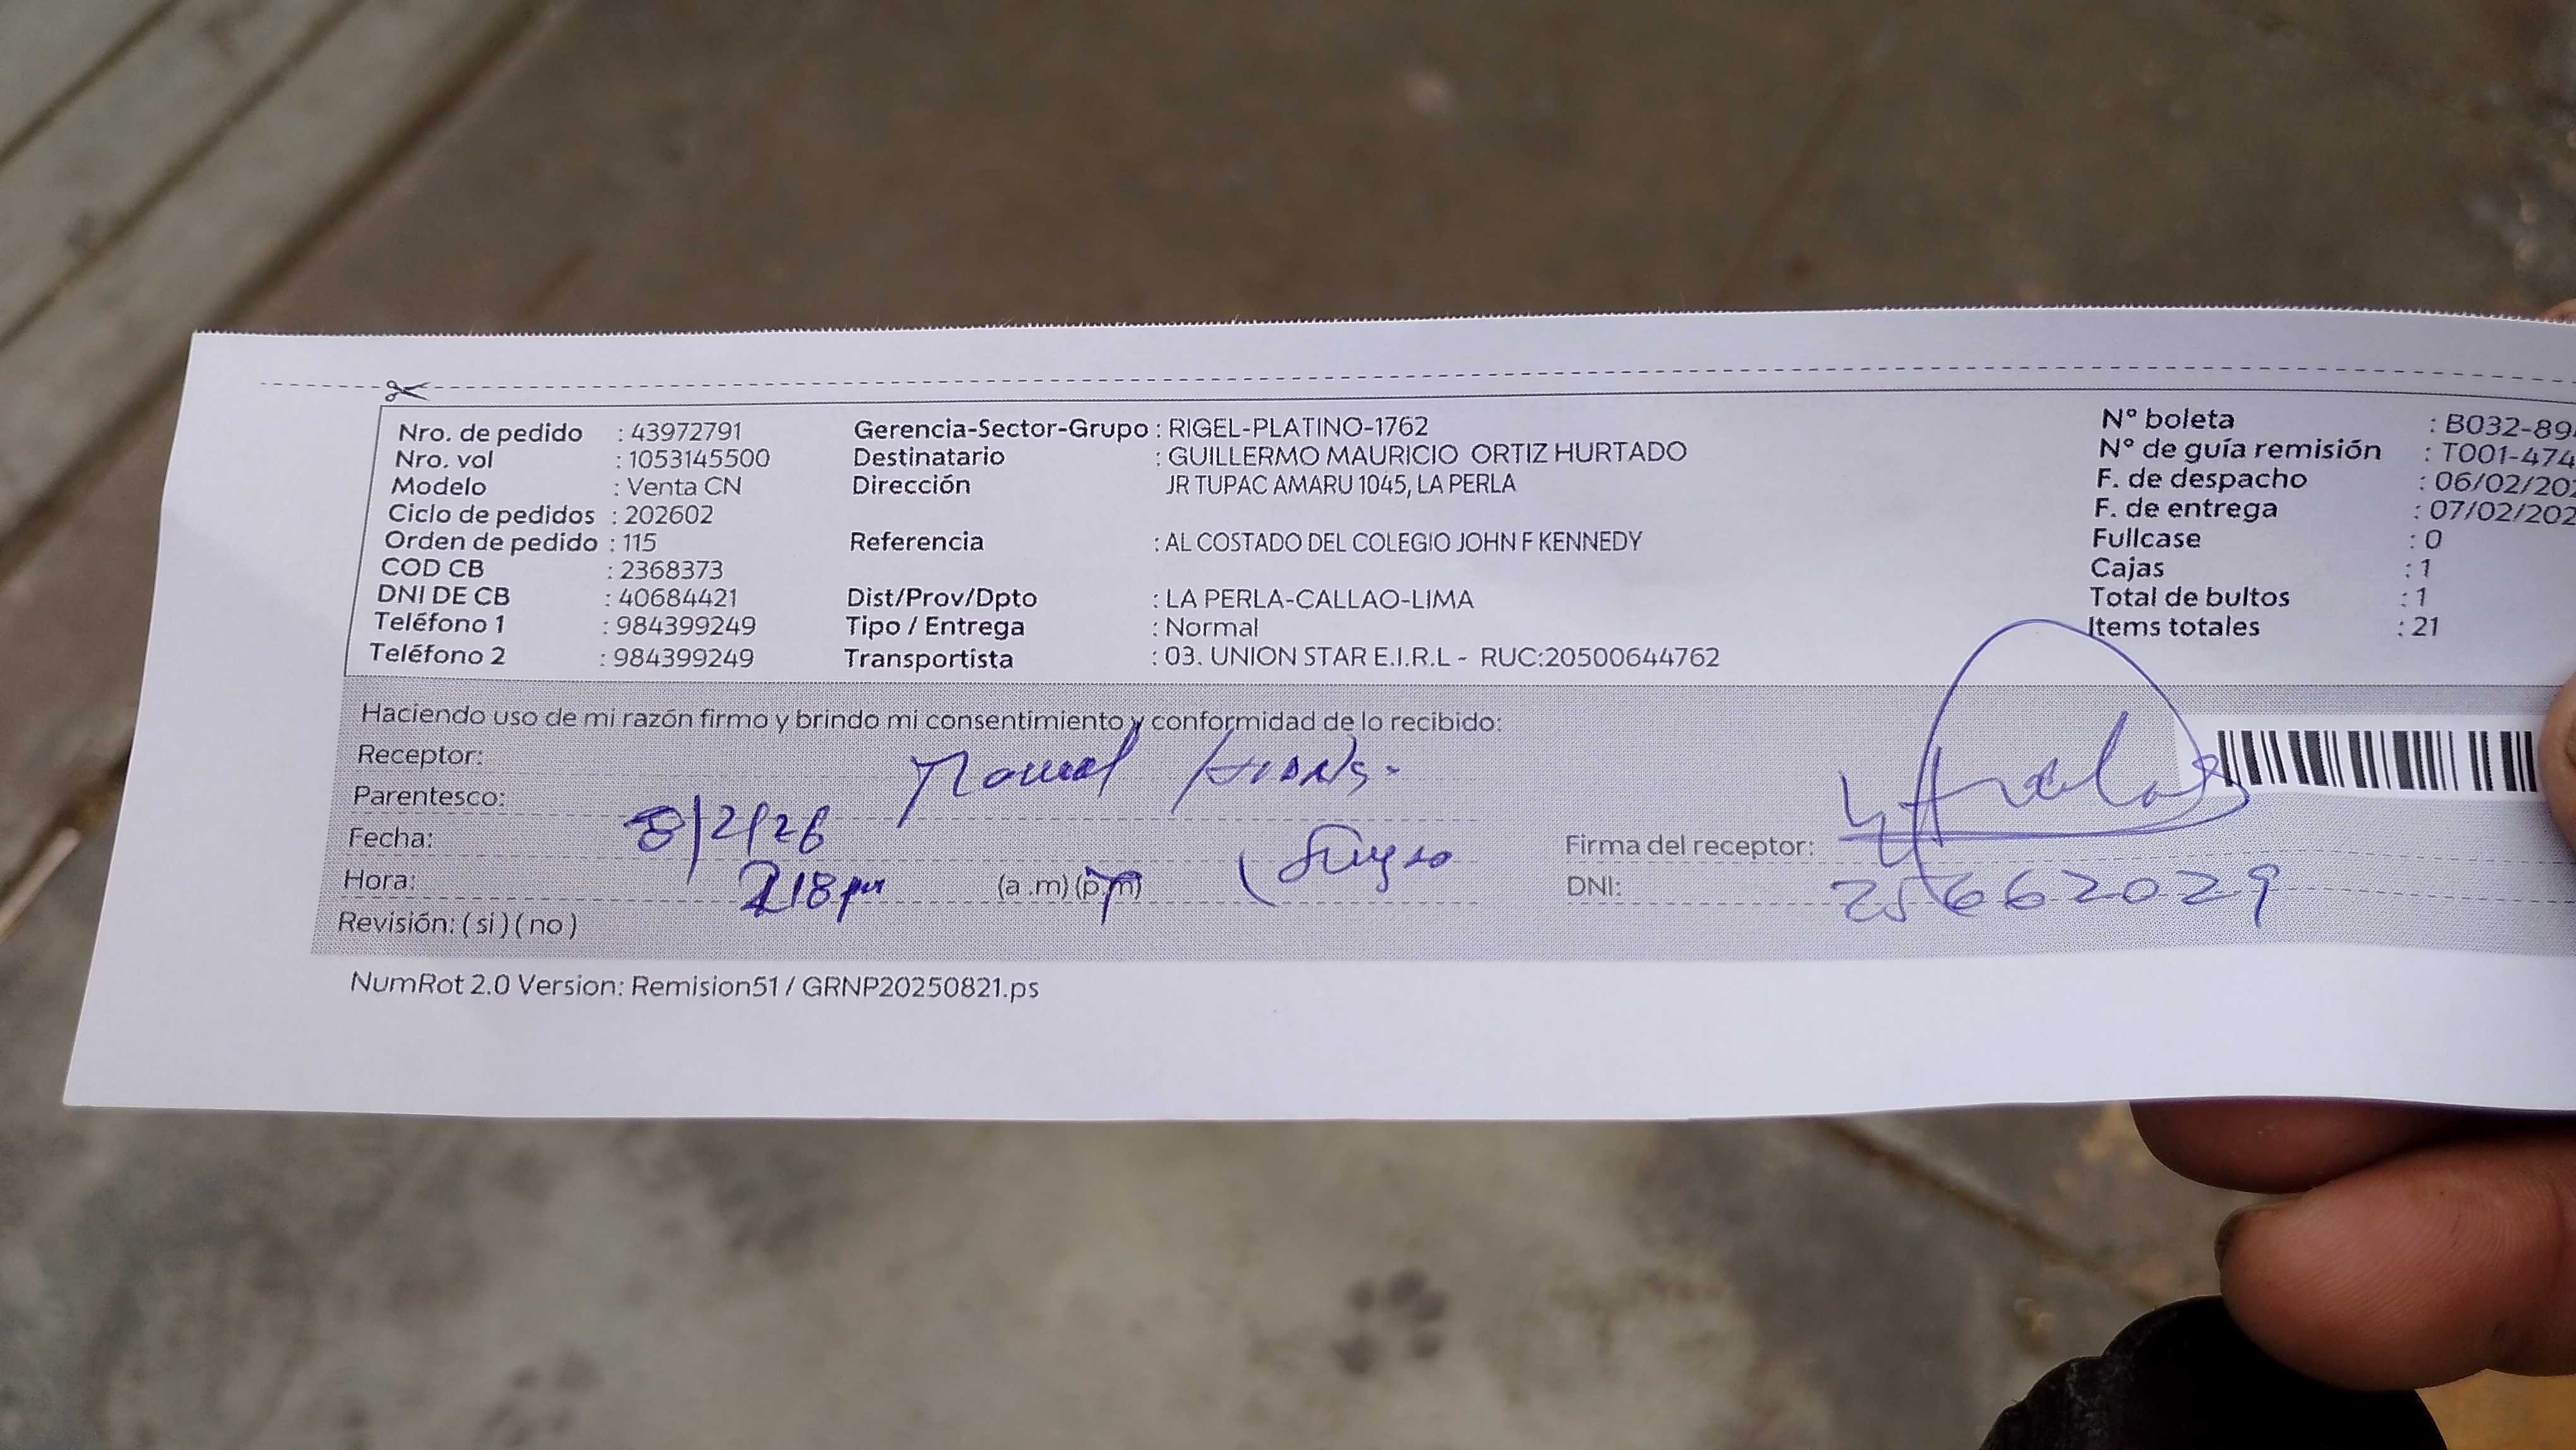 Nro. de pedido : 43972791 Gerencia-Sector-Grupo : RIGEL-PLATINO-1762 N° boleta : B032-89
Nro. vol : 1053145500 Destinatario : GUILLERMO MAURICIO ORTIZ HURTADO N° de guía remisión : T001-474
Modelo : Venta CN Dirección JR TUPAC AMARU 1045, LA PERLA F. de despacho : 06/02/202
Ciclo de pedidos : 202602 F. de entrega : 07/02/202
Orden de pedido : 115 Referencia : AL COSTADO DEL COLEGIO JOHN F KENNEDY Fullcase : 0
COD CB : 2368373 Cajas : 1
DNI DE CB : 40684421 Dist/Prov/Dpto : LA PERLA-CALLAO-LIMA Total de bultos : 1
Teléfono 1 : 984399249 Tipo / Entrega : Normal Items totales : 21
Teléfono 2 : 984399249 Transportista : 03. UNION STAR E.I.R.L - RUC:20500644762
Haciendo uso de mi razón firmo y brindo mi consentimiento y conformidad de lo recibido:
Receptor: Manuel
Parentesco:
Fecha: 8/2/26 Firma del receptor:
Hora: 218 pm (a .m) (p.m) (Suegro DNI: 25662029
Revisión: ( si ) ( no )
NumRot 2.0 Version: Remision51 / GRNP20250821.ps